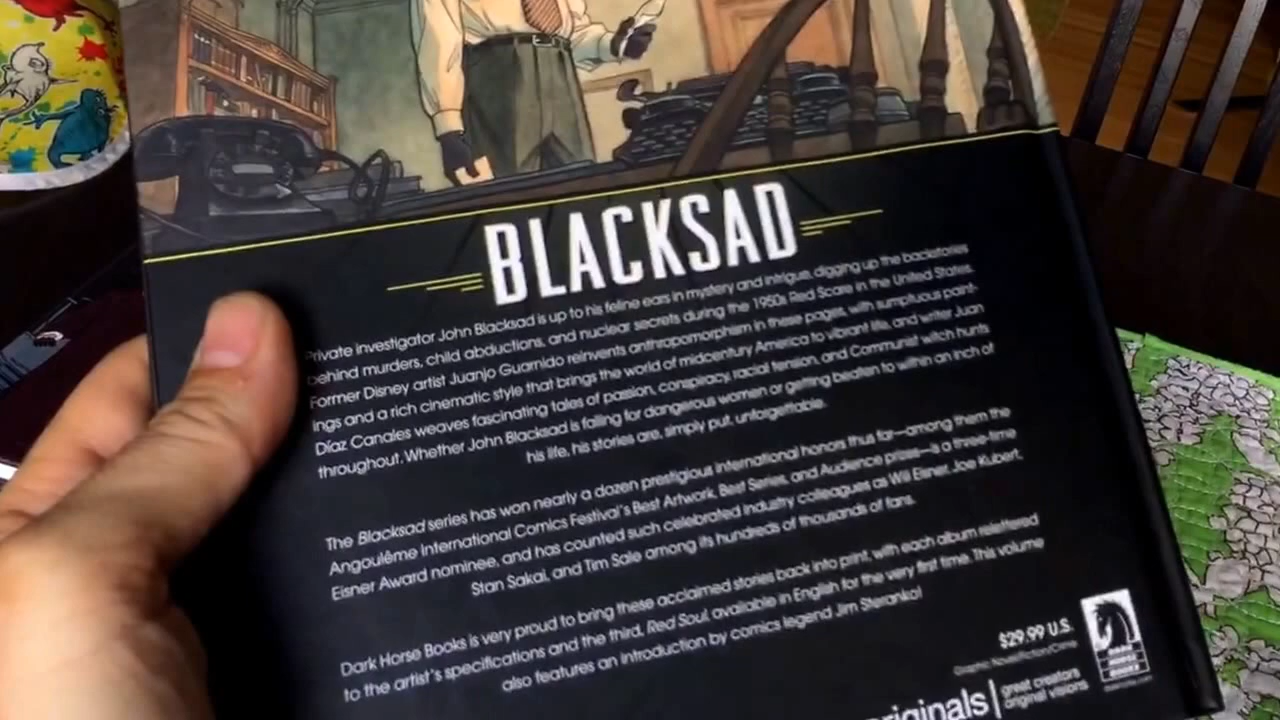 BLACKSAD
Private investigator John Blacksad is up to his feline ears in mystery and intrigue, digging up the backstories
behind murders, child abductions, and nuclear secrets during the 1950s Red Scare in the United States.
Former Disney artist Juanjo Guarnido reinvents anthropomorphism in these pages, with sumptuous paint-
ings and a rich cinematic style that brings the world of midcentury America to vibrant life, and writer Juan
Díaz Canales weaves fascinating tales of passion, conspiracy, racial tension, and Communist witch hunts
throughout. Whether John Blacksad is falling for dangerous women or getting beaten to within an inch of
his life, his stories are, simply put, unforgettable.
The Blacksad series has won nearly a dozen prestigious international honors thus far—among them the
Angoulême International Comics Festival's Best Artwork, Best Series, and Audience prizes—is a three-time
Eisner Award nominee, and has counted such celebrated industry colleagues as Will Eisner, Joe Kubert,
Stan Sakai, and Tim Sale among its hundreds of thousands of fans.
Dark Horse Books is very proud to bring these acclaimed stories back into print, with each album relettered
to the artist's specifications and the third, Red Soul, available in English for the very first time. This volume
also features an introduction by comics legend Jim Steranko!
$29.99 U.S.
Graphic Novel/Fiction/Crime
originals | great creators
original visions
DARK
HORSE
BOOKS